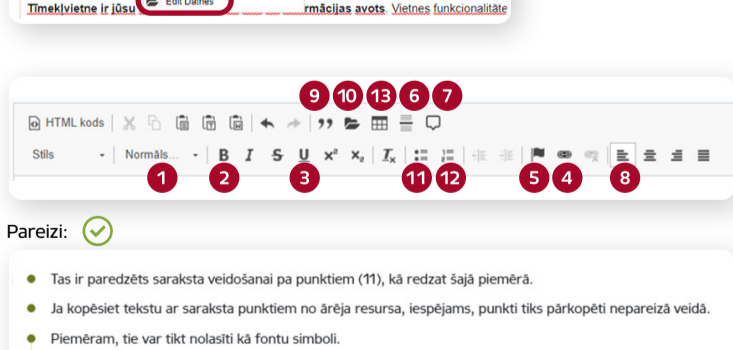 Edit Datnes
Tīmekļvietne ir jūsu rmācijas avots. Vietnes funkcionalitāte
9 10 13 6 7
HTML kods
Stils Normāls... B I S U x² xₐ Iₓ
1 2 3 11 12 5 4 8
Pareizi:
Tas ir paredzēts saraksta veidošanai pa punktiem (11), kā redzat šajā piemērā.
Ja kopēsiet tekstu ar saraksta punktiem no ārēja resursa, iespējams, punkti tiks pārkopēti nepareizā veidā.
Piemēram, tie var tikt nolasīti kā fontu simboli.